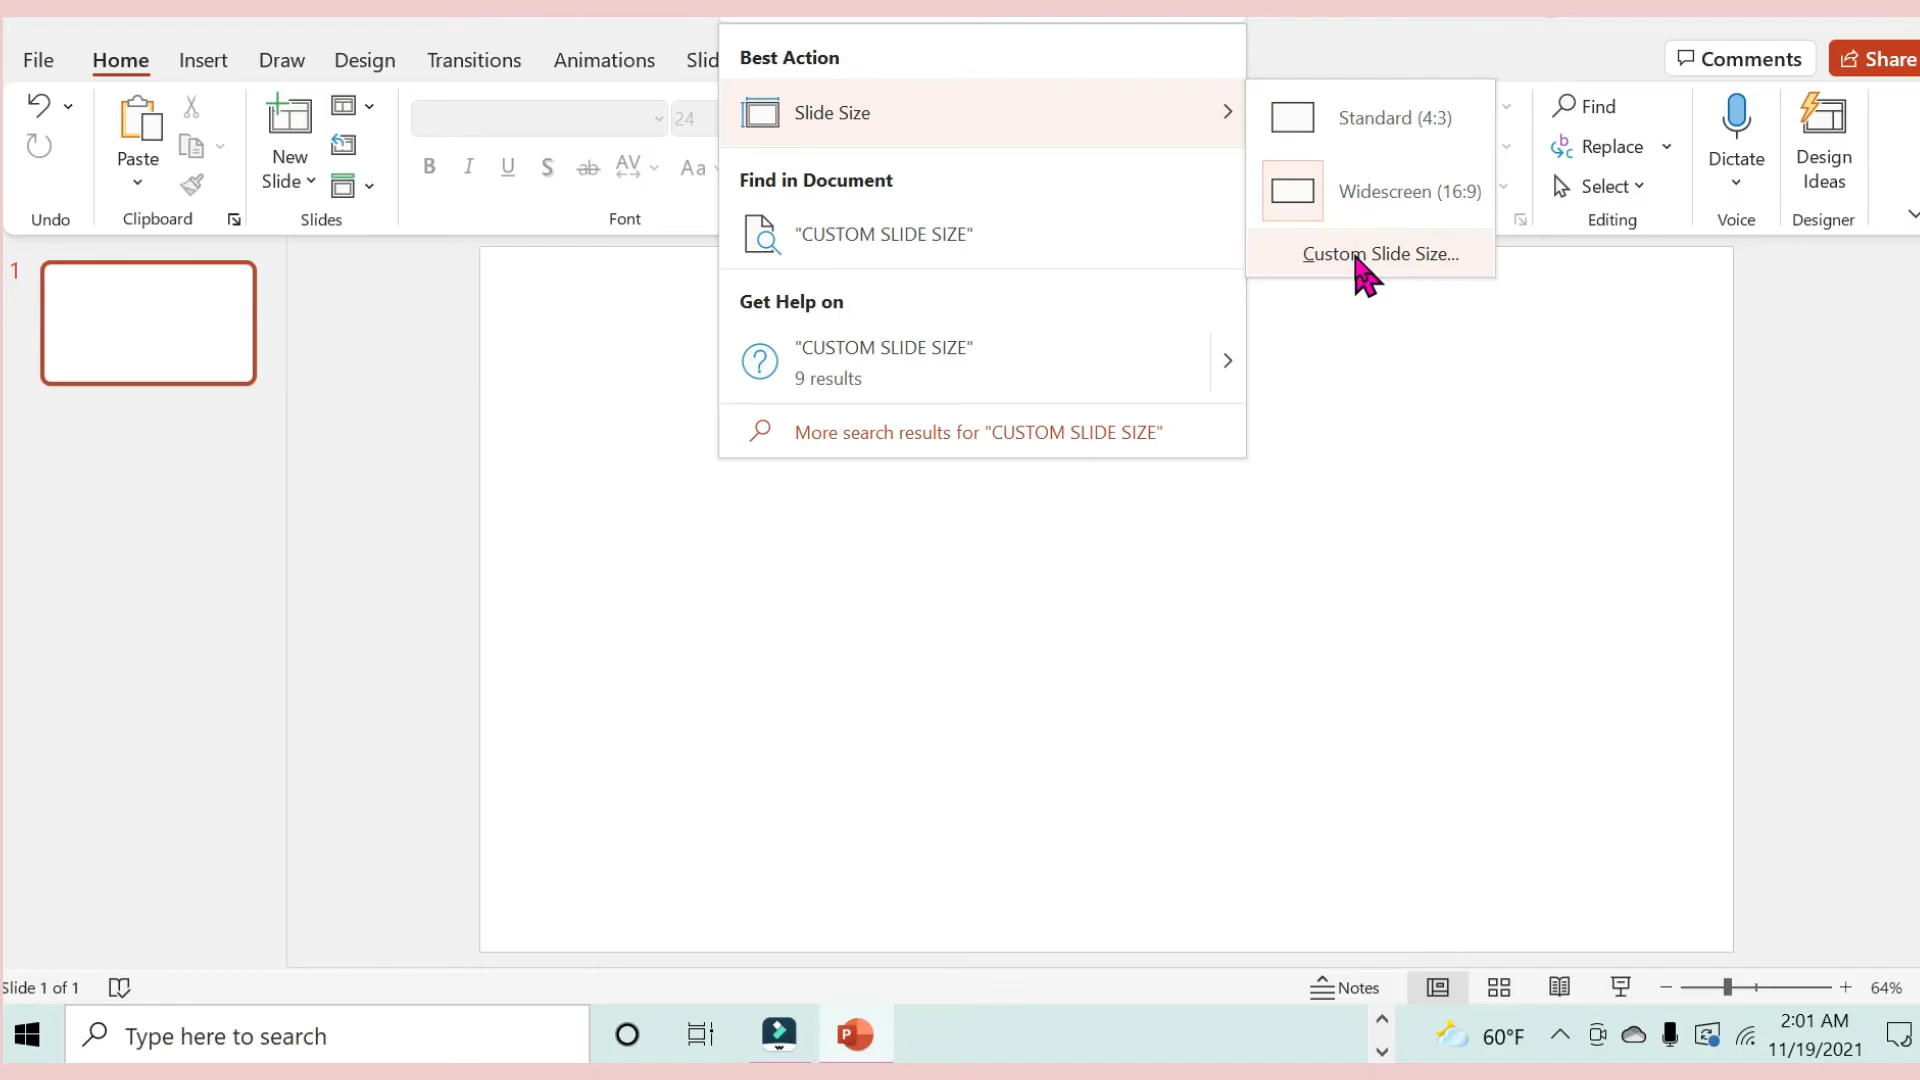 File Home Insert Draw Design Transitions Animations Slid
Comments
Share
Best Action
Slide Size
Find in Document
"CUSTOM SLIDE SIZE"
Get Help on
"CUSTOM SLIDE SIZE"
9 results
More search results for "CUSTOM SLIDE SIZE"
Standard (4:3)
Widescreen (16:9)
Custom Slide Size...
Undo
Paste
Clipboard
New
Slide
Slides
24
B I U S ab AV Aa
Font
Find
Replace
Select
Editing
Dictate
Voice
Design
Ideas
Designer
1
Slide 1 of 1
Notes
64%
Type here to search
P
60°F
2:01 AM
11/19/2021